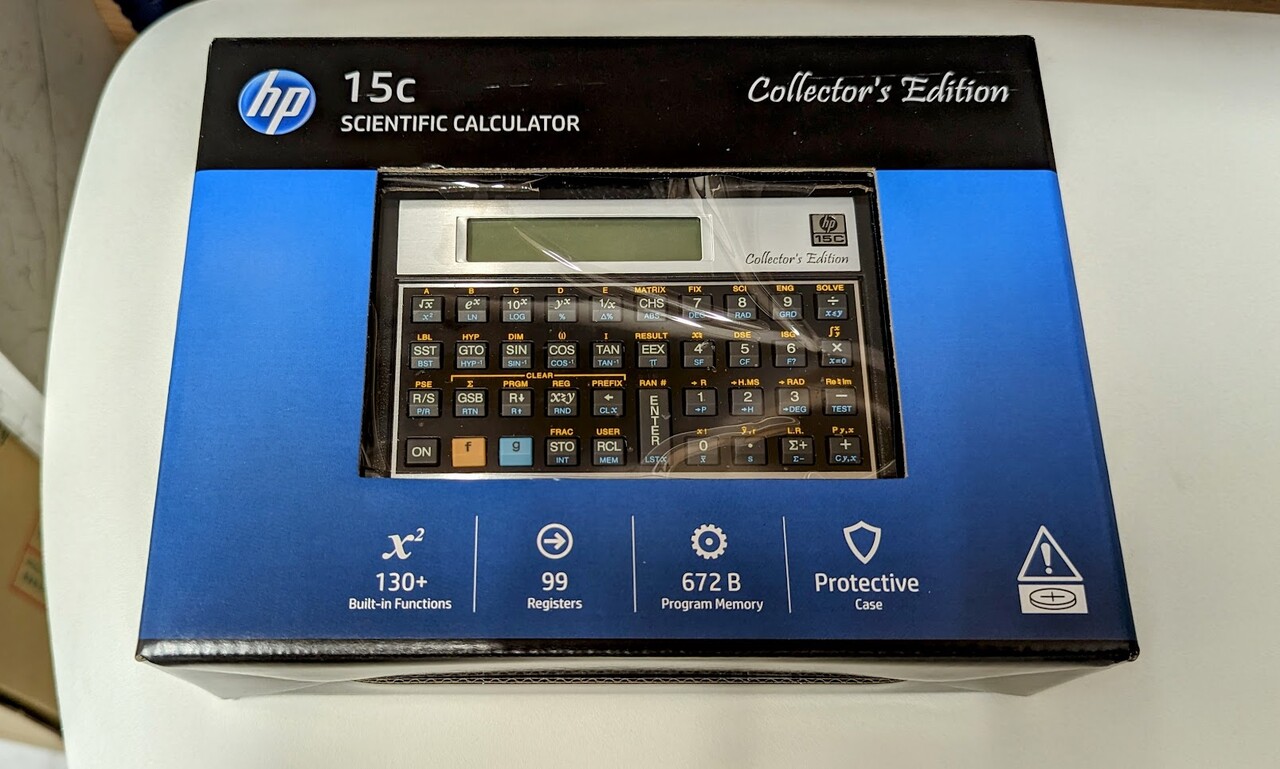 hp
15c
SCIENTIFIC CALCULATOR
Collector's Edition
hp
15C
Collector's Edition
A B C D E MATRIX FIX SCI ENG SOLVE
√x eˣ 10ˣ yˣ 1/x CHS 7 8 9 ÷
x² LN LOG % Δ% ABS DEG RAD GRD x≤y
LBL HYP DIM (i) I RESULT x≷ DSE ISG ∫xy
SST GTO SIN COS TAN EEX 4 5 6 ×
BST HYP⁻¹ SIN⁻¹ COS⁻¹ TAN⁻¹ π SF CF F? x=0
CLEAR
PSE Σ PRGM REG PREFIX RAN # →R →H.MS →RAD Re≷Im
R/S GSB R↓ x≷y ← ENTER 1 2 3 −
P/R RTN R↑ RND CLx →P →H →DEG TEST
FRAC USER x! ŷ,r L.R. Py,x
ON f g STO RCL 0 • Σ+ +
INT MEM LSTx x̄ s Σ− Cy,x
x²
130+
Built-in Functions
99
Registers
672 B
Program Memory
Protective
Case